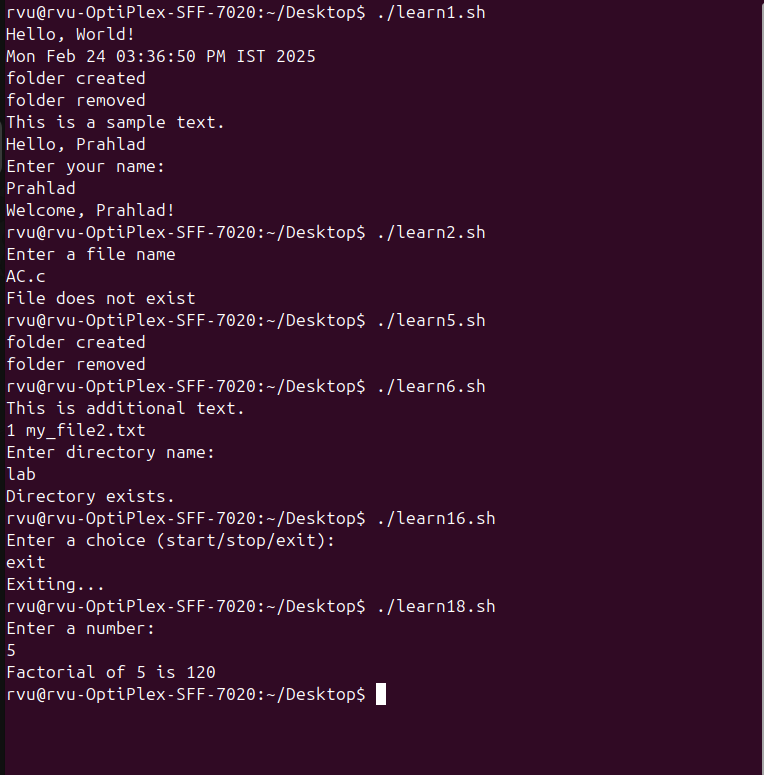 rvu@rvu-OptiPlex-SFF-7020:~/Desktop$ ./learn1.sh
Hello, World!
Mon Feb 24 03:36:50 PM IST 2025
folder created
folder removed
This is a sample text.
Hello, Prahlad
Enter your name:
Prahlad
Welcome, Prahlad!
rvu@rvu-OptiPlex-SFF-7020:~/Desktop$ ./learn2.sh
Enter a file name
AC.c
File does not exist
rvu@rvu-OptiPlex-SFF-7020:~/Desktop$ ./learn5.sh
folder created
folder removed
rvu@rvu-OptiPlex-SFF-7020:~/Desktop$ ./learn6.sh
This is additional text.
1 my_file2.txt
Enter directory name:
lab
Directory exists.
rvu@rvu-OptiPlex-SFF-7020:~/Desktop$ ./learn16.sh
Enter a choice (start/stop/exit):
exit
Exiting...
rvu@rvu-OptiPlex-SFF-7020:~/Desktop$ ./learn18.sh
Enter a number:
5
Factorial of 5 is 120
rvu@rvu-OptiPlex-SFF-7020:~/Desktop$